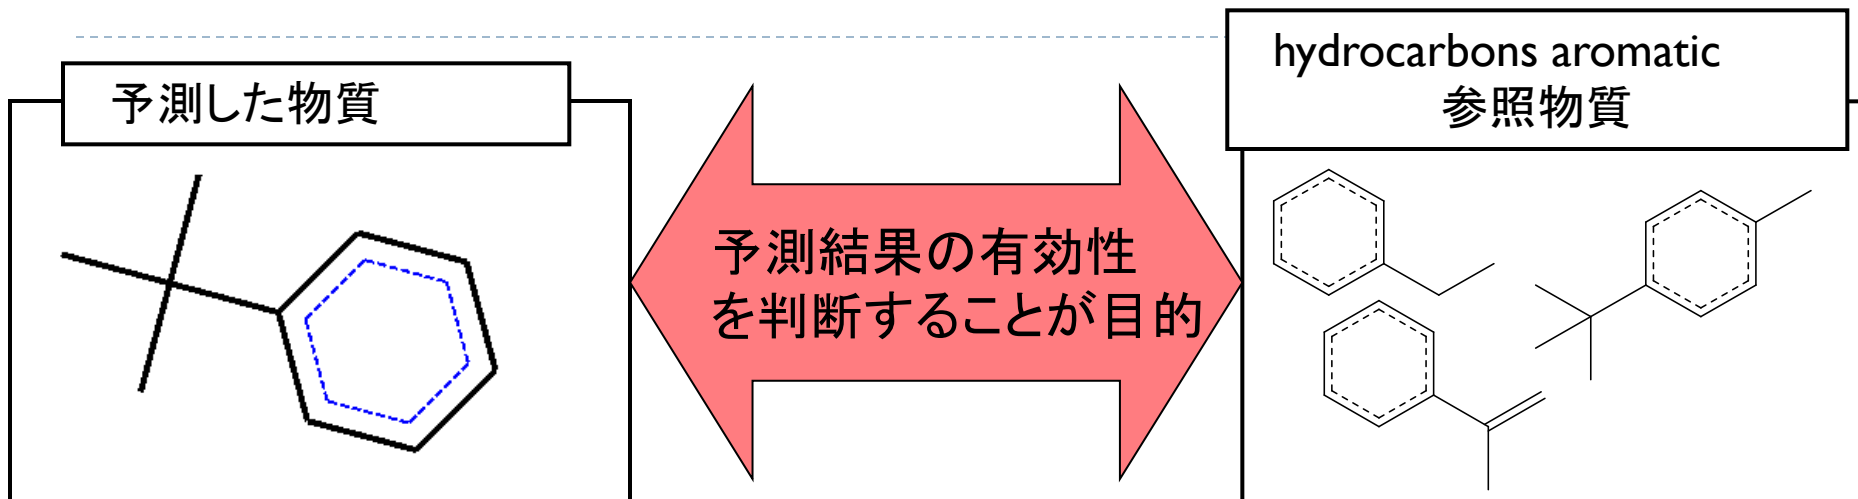 予測した物質
hydrocarbons aromatic
参照物質
予測結果の有効性
を判断することが目的